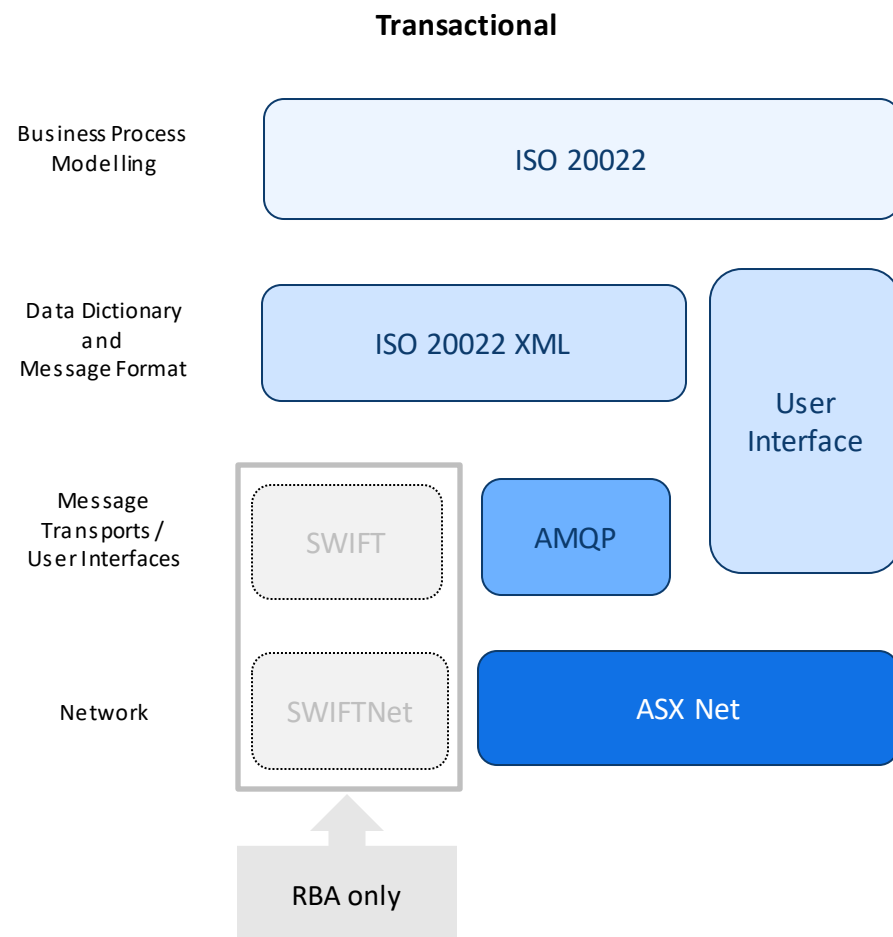 Transactional
Business Process
Modelling
ISO 20022
Data Dictionary
and
Message Format
ISO 20022 XML
User
Interface
Message
Transports /
User Interfaces
SWIFT
AMQP
Network
SWIFTNet
ASX Net
RBA only